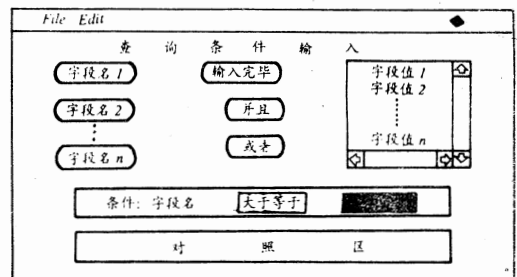 File Edit
查询条件输入
字段名 1 输入完毕 字段值 1
字段值 2
字段名 2 并且
字段值 n
字段名 n 或者
条件: 字段名 大于等于
对照区